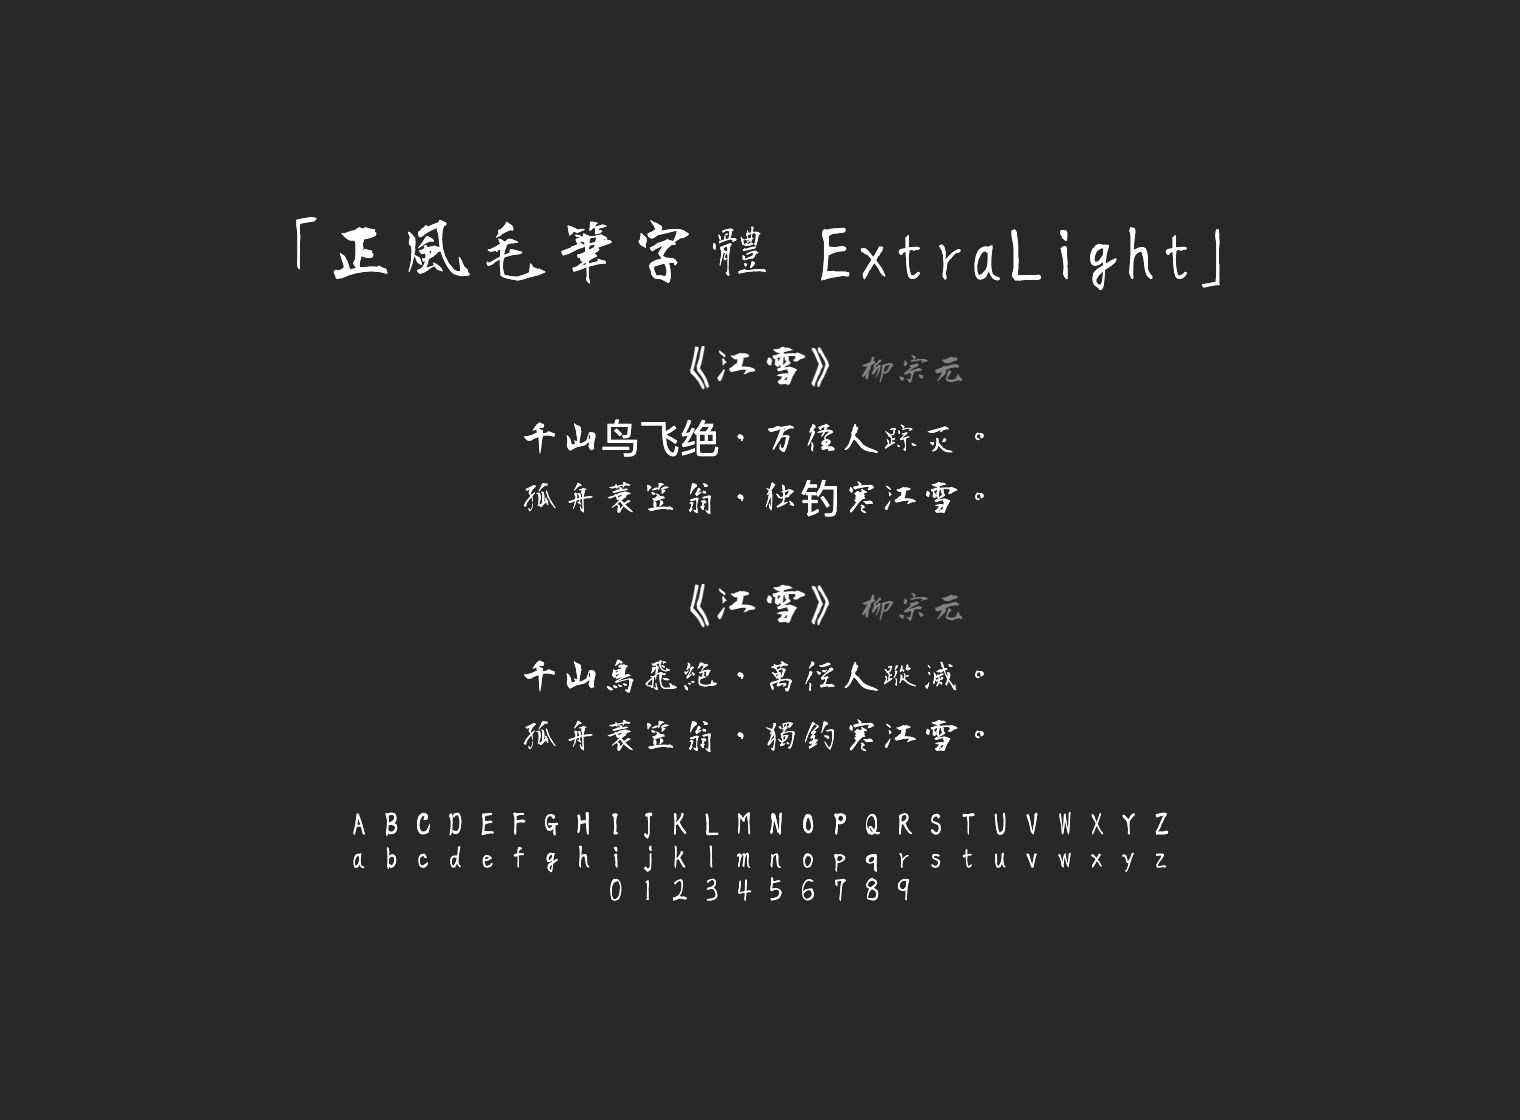 「正風毛筆字體 ExtraLight」
《江雪》 柳宗元
千山鸟飞绝，万径人踪灭。
孤舟蓑笠翁，独钓寒江雪。
《江雪》 柳宗元
千山鳥飛絕，萬徑人蹤滅。
孤舟蓑笠翁，獨釣寒江雪。
A B C D E F G H I J K L M N O P Q R S T U V W X Y Z
a b c d e f g h i j k l m n o p q r s t u v w x y z
0 1 2 3 4 5 6 7 8 9